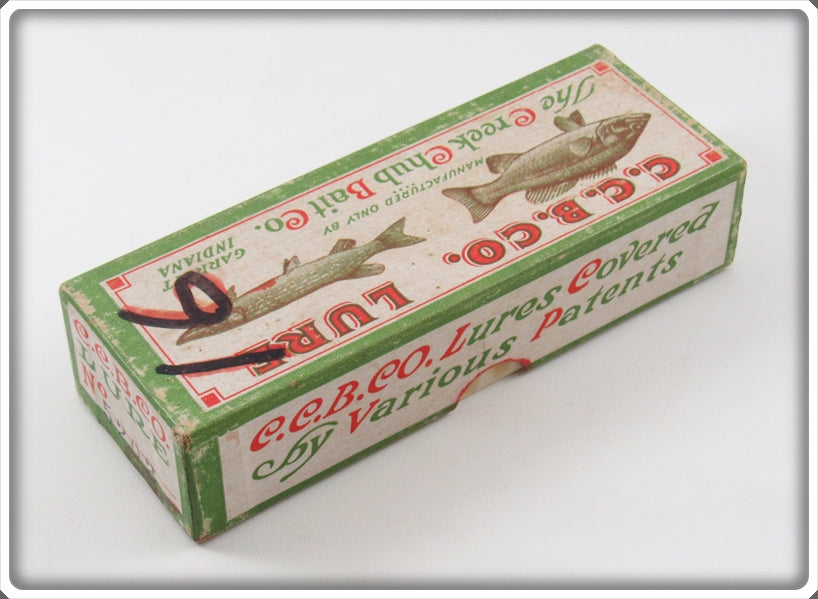 C.C.B.CO. LURE
MANUFACTURED ONLY BY
The Creek Chub Bait Co.
GARRETT
INDIANA
C.C.B.CO. Lures Covered
by Various Patents
C.C.B.CO.
LURE
No.